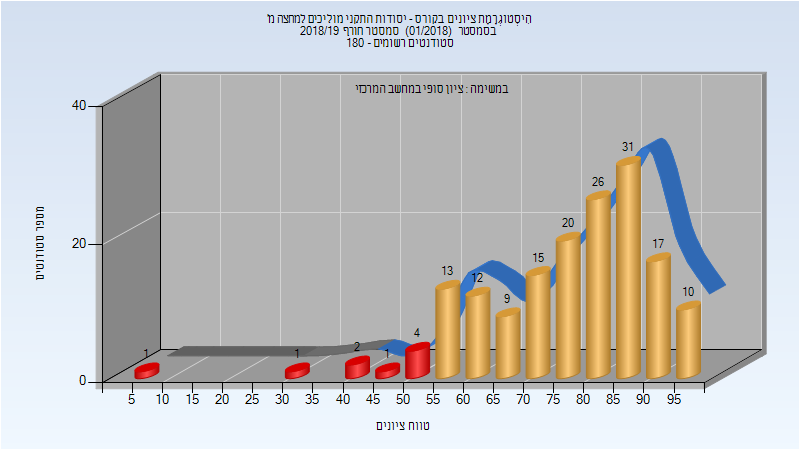 הִיסְטוֹגְרָמַת ציונים בקורס - יסודות התקני מוליכים למחצה מ'
בסמסטר (01/2018) סמסטר חורף 2018/19
סטודנטים רשומים - 180
במשימה : ציון סופי במחשב המרכזי
מספר סטודנטים
40
20
0
1
1
2
1
4
13
12
9
15
20
26
31
17
10
5 10 15 20 25 30 35 40 45 50 55 60 65 70 75 80 85 90 95
טווח ציונים